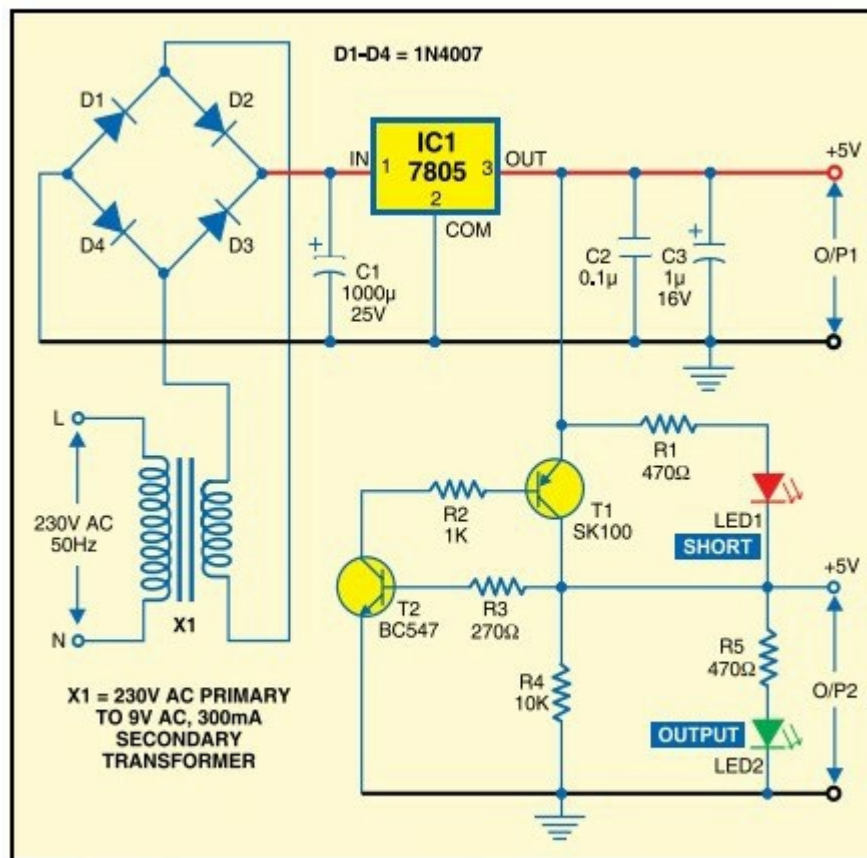 D1-D4 = 1N4007
D1
D2
D4
D3
IN
1
IC1
7805
3
OUT
2
COM
+
C1
1000µ
25V
C2
0.1µ
+
C3
1µ
16V
+5V
O/P1
L
230V AC
50Hz
N
X1
X1 = 230V AC PRIMARY
TO 9V AC, 300mA
SECONDARY
TRANSFORMER
R1
470Ω
R2
1K
T1
SK100
LED1
SHORT
+5V
T2
BC547
R3
270Ω
R4
10K
R5
470Ω
O/P2
OUTPUT
LED2